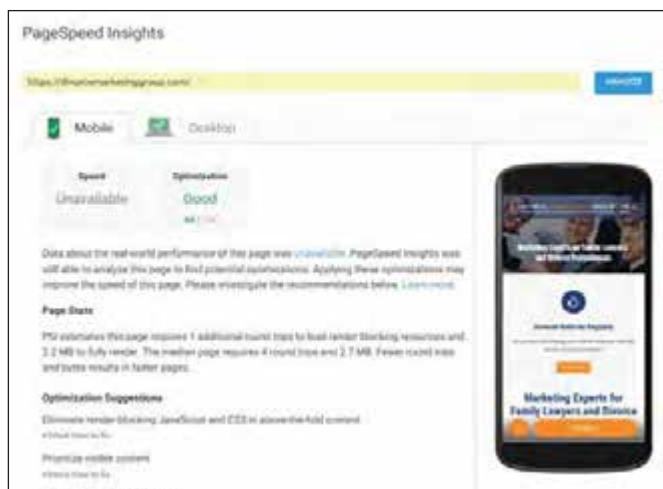 PageSpeed Insights
ANALYZE
Mobile
Desktop
Speed
Optimization
Unavailable
Good
Data about the real-world performance of this page was unavailable. PageSpeed Insights was
still able to analyze this page to find potential optimizations. Applying these optimizations may
improve the speed of this page. Please investigate the recommendations below. Learn more.
Page Stats
PSI estimates this page requires 1 additional round trips to load render blocking resources and
2.2 MB to fully render. The median page requires 4 round trips and 2.7 MB. Fewer round trips
and bytes results in faster pages.
Optimization Suggestions
Eliminate render-blocking JavaScript and CSS in above-the-fold content
Show how to fix
Prioritize visible content
Show how to fix
Marketing Experts for
Family Lawyers and Divorce